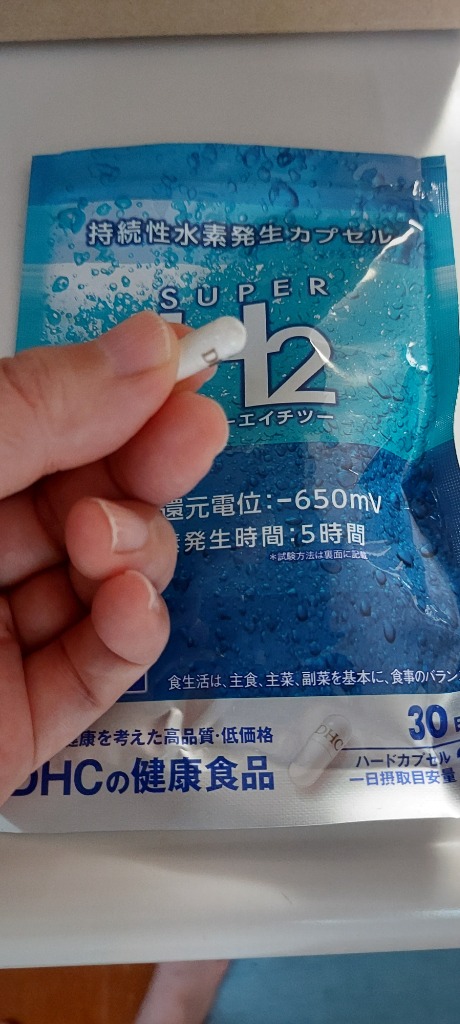 持続性水素発生カプセル
SUPER
H2
ーエイチツー
還元電位:−650mV
発生時間:5時間
*試験方法は裏面に記載
食生活は、主食、主菜、副菜を基本に、食事のバラン
健康を考えた高品質・低価格
DHCの健康食品
30日
ハードカプセル
一日摂取目安量
DHC